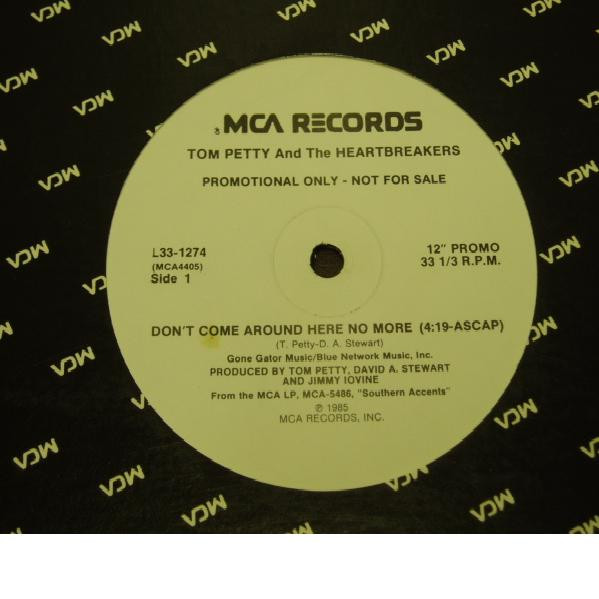 MCA RECORDS
TOM PETTY And The HEARTBREAKERS
PROMOTIONAL ONLY - NOT FOR SALE
L33-1274
(MCA4405)
Side 1
12" PROMO
33 1/3 R.P.M.
DON'T COME AROUND HERE NO MORE (4:19-ASCAP)
(T. Petty-D. A. Stewart)
Gone Gator Music/Blue Network Music, Inc.
PRODUCED BY TOM PETTY, DAVID A. STEWART
AND JIMMY IOVINE
From the MCA LP, MCA-5486, "Southern Accents"
℗ 1985
MCA RECORDS, INC.